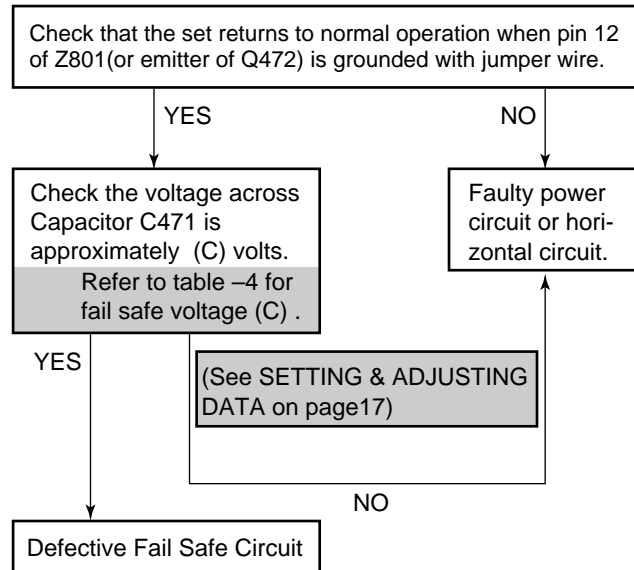 Check that the set returns to normal operation when pin 12
of Z801(or emitter of Q472) is grounded with jumper wire.
YES
NO
Check the voltage across
Capacitor C471 is
approximately (C) volts.
Refer to table –4 for
fail safe voltage (C) .
Faulty power
circuit or hori-
zontal circuit.
YES
(See SETTING & ADJUSTING
DATA on page17)
NO
Defective Fail Safe Circuit